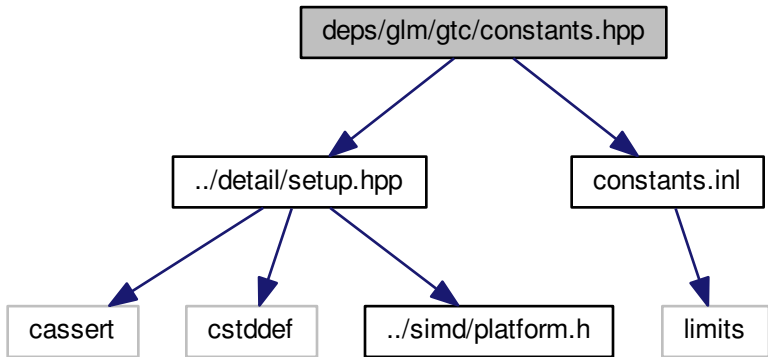 deps/glm/gtc/constants.hpp
../detail/setup.hpp
constants.inl
cassert
cstddef
../simd/platform.h
limits